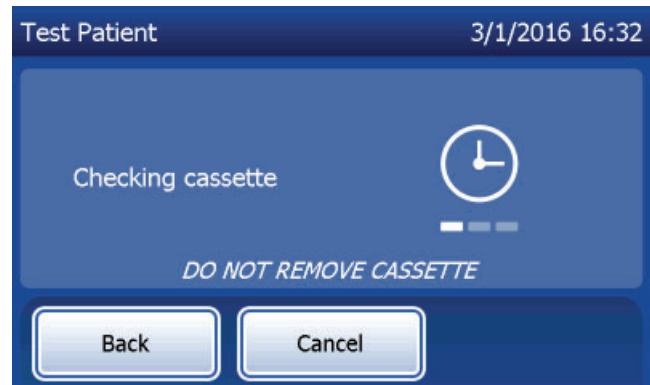 Test Patient 3/1/2016 16:32
Checking cassette
DO NOT REMOVE CASSETTE
Back Cancel